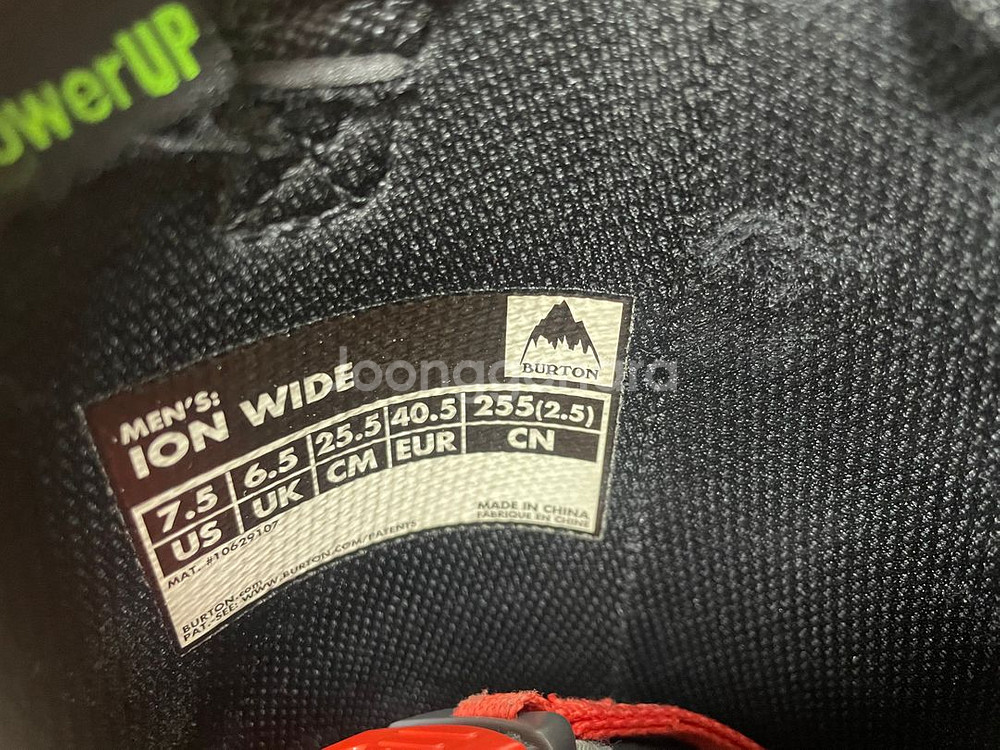 owerUP
BURTON
MEN'S:
ION WIDE
7.5 6.5 25.5 40.5 255(2.5)
US UK CM EUR CN
MAT. #10629107
MADE IN CHINA
FABRIQUE EN CHINE
BURTON.com
PAT.-SEE: WWW.BURTON.COM/PATENTS